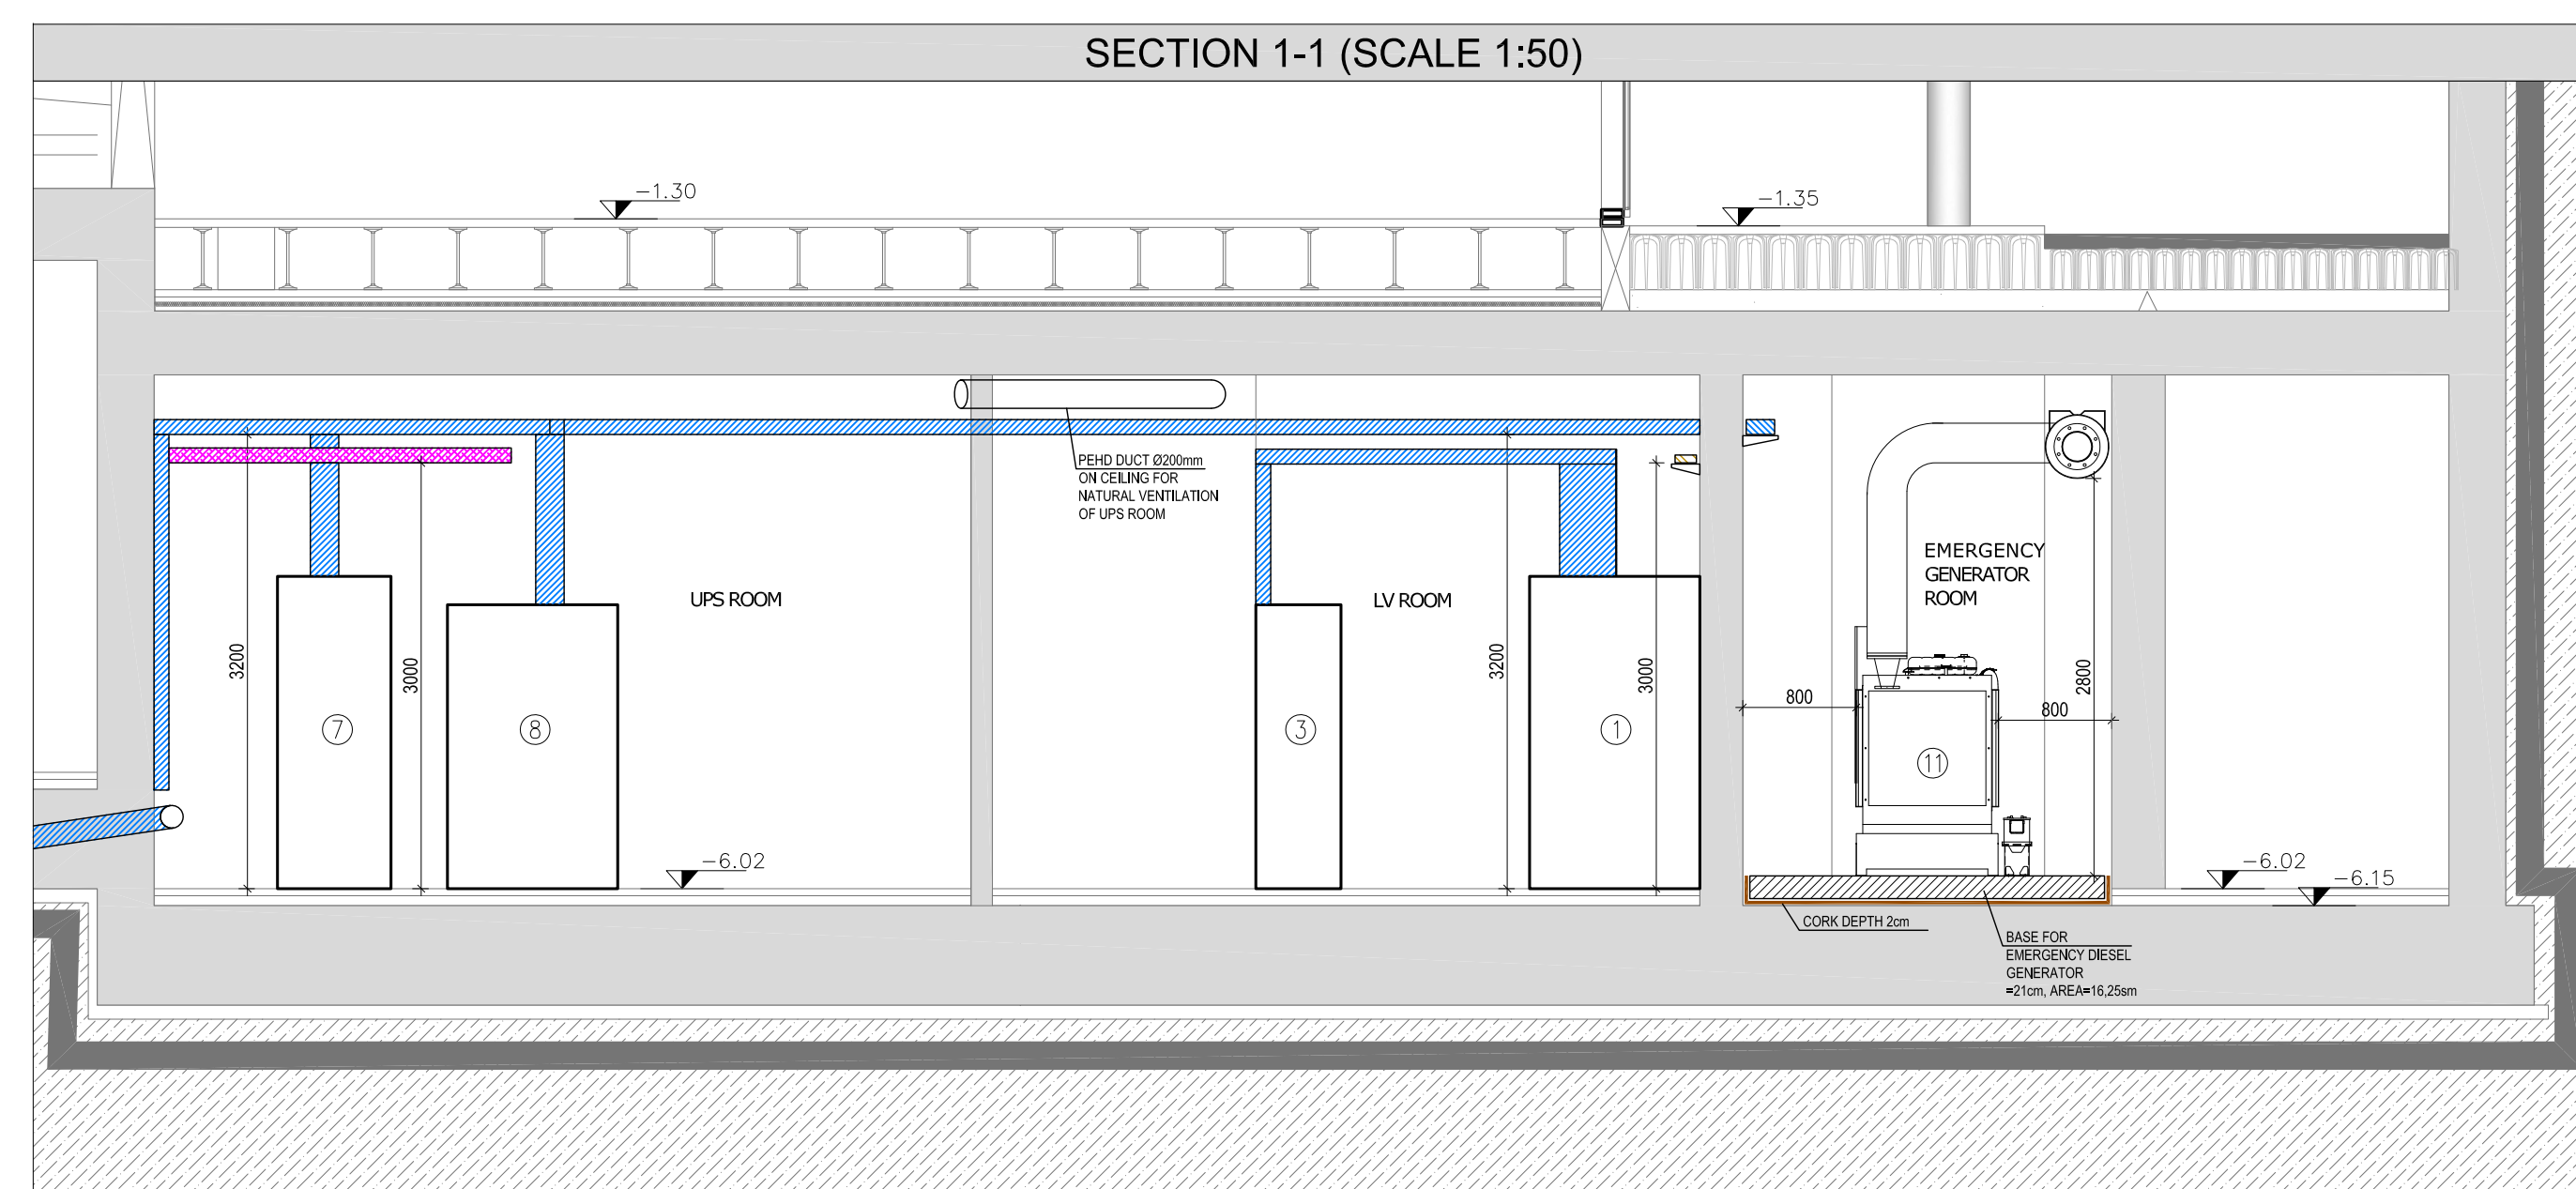 SECTION 1-1 (SCALE 1:50)
-1.30
-1.35
PEHD DUCT Ø200mm
ON CEILING FOR
NATURAL VENTILATION
OF UPS ROOM
UPS ROOM
LV ROOM
EMERGENCY
GENERATOR
ROOM
3200
3000
3200
3000
800
800
2800
7
8
3
1
11
-6.02
-6.02
-6.15
CORK DEPTH 2cm
BASE FOR
EMERGENCY DIESEL
GENERATOR
=21cm, AREA=16,25sm